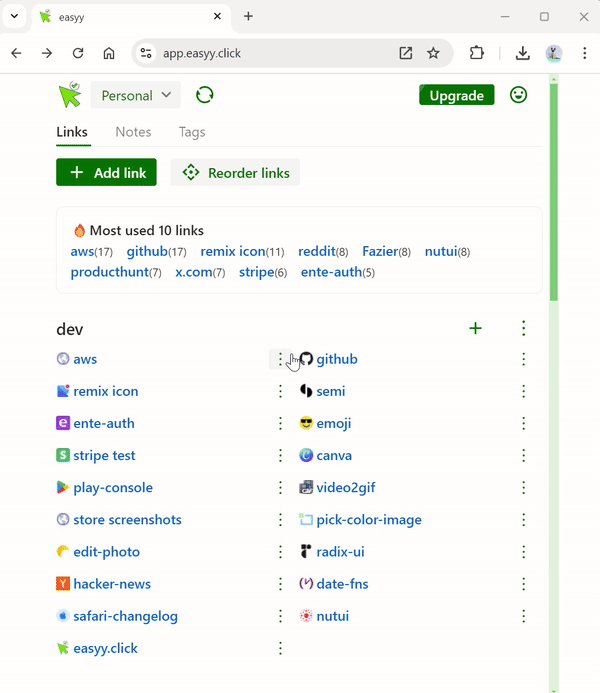 easyy
app.easyy.click
Personal
Upgrade
Links Notes Tags
Add link Reorder links
Most used 10 links
aws(17) github(17) remix icon(11) reddit(8) Fazier(8) nutui(8)
producthunt(7) x.com(7) stripe(6) ente-auth(5)
dev
aws github
remix icon semi
ente-auth emoji
stripe test canva
play-console video2gif
store screenshots pick-color-image
edit-photo radix-ui
hacker-news date-fns
safari-changelog nutui
easyy.click